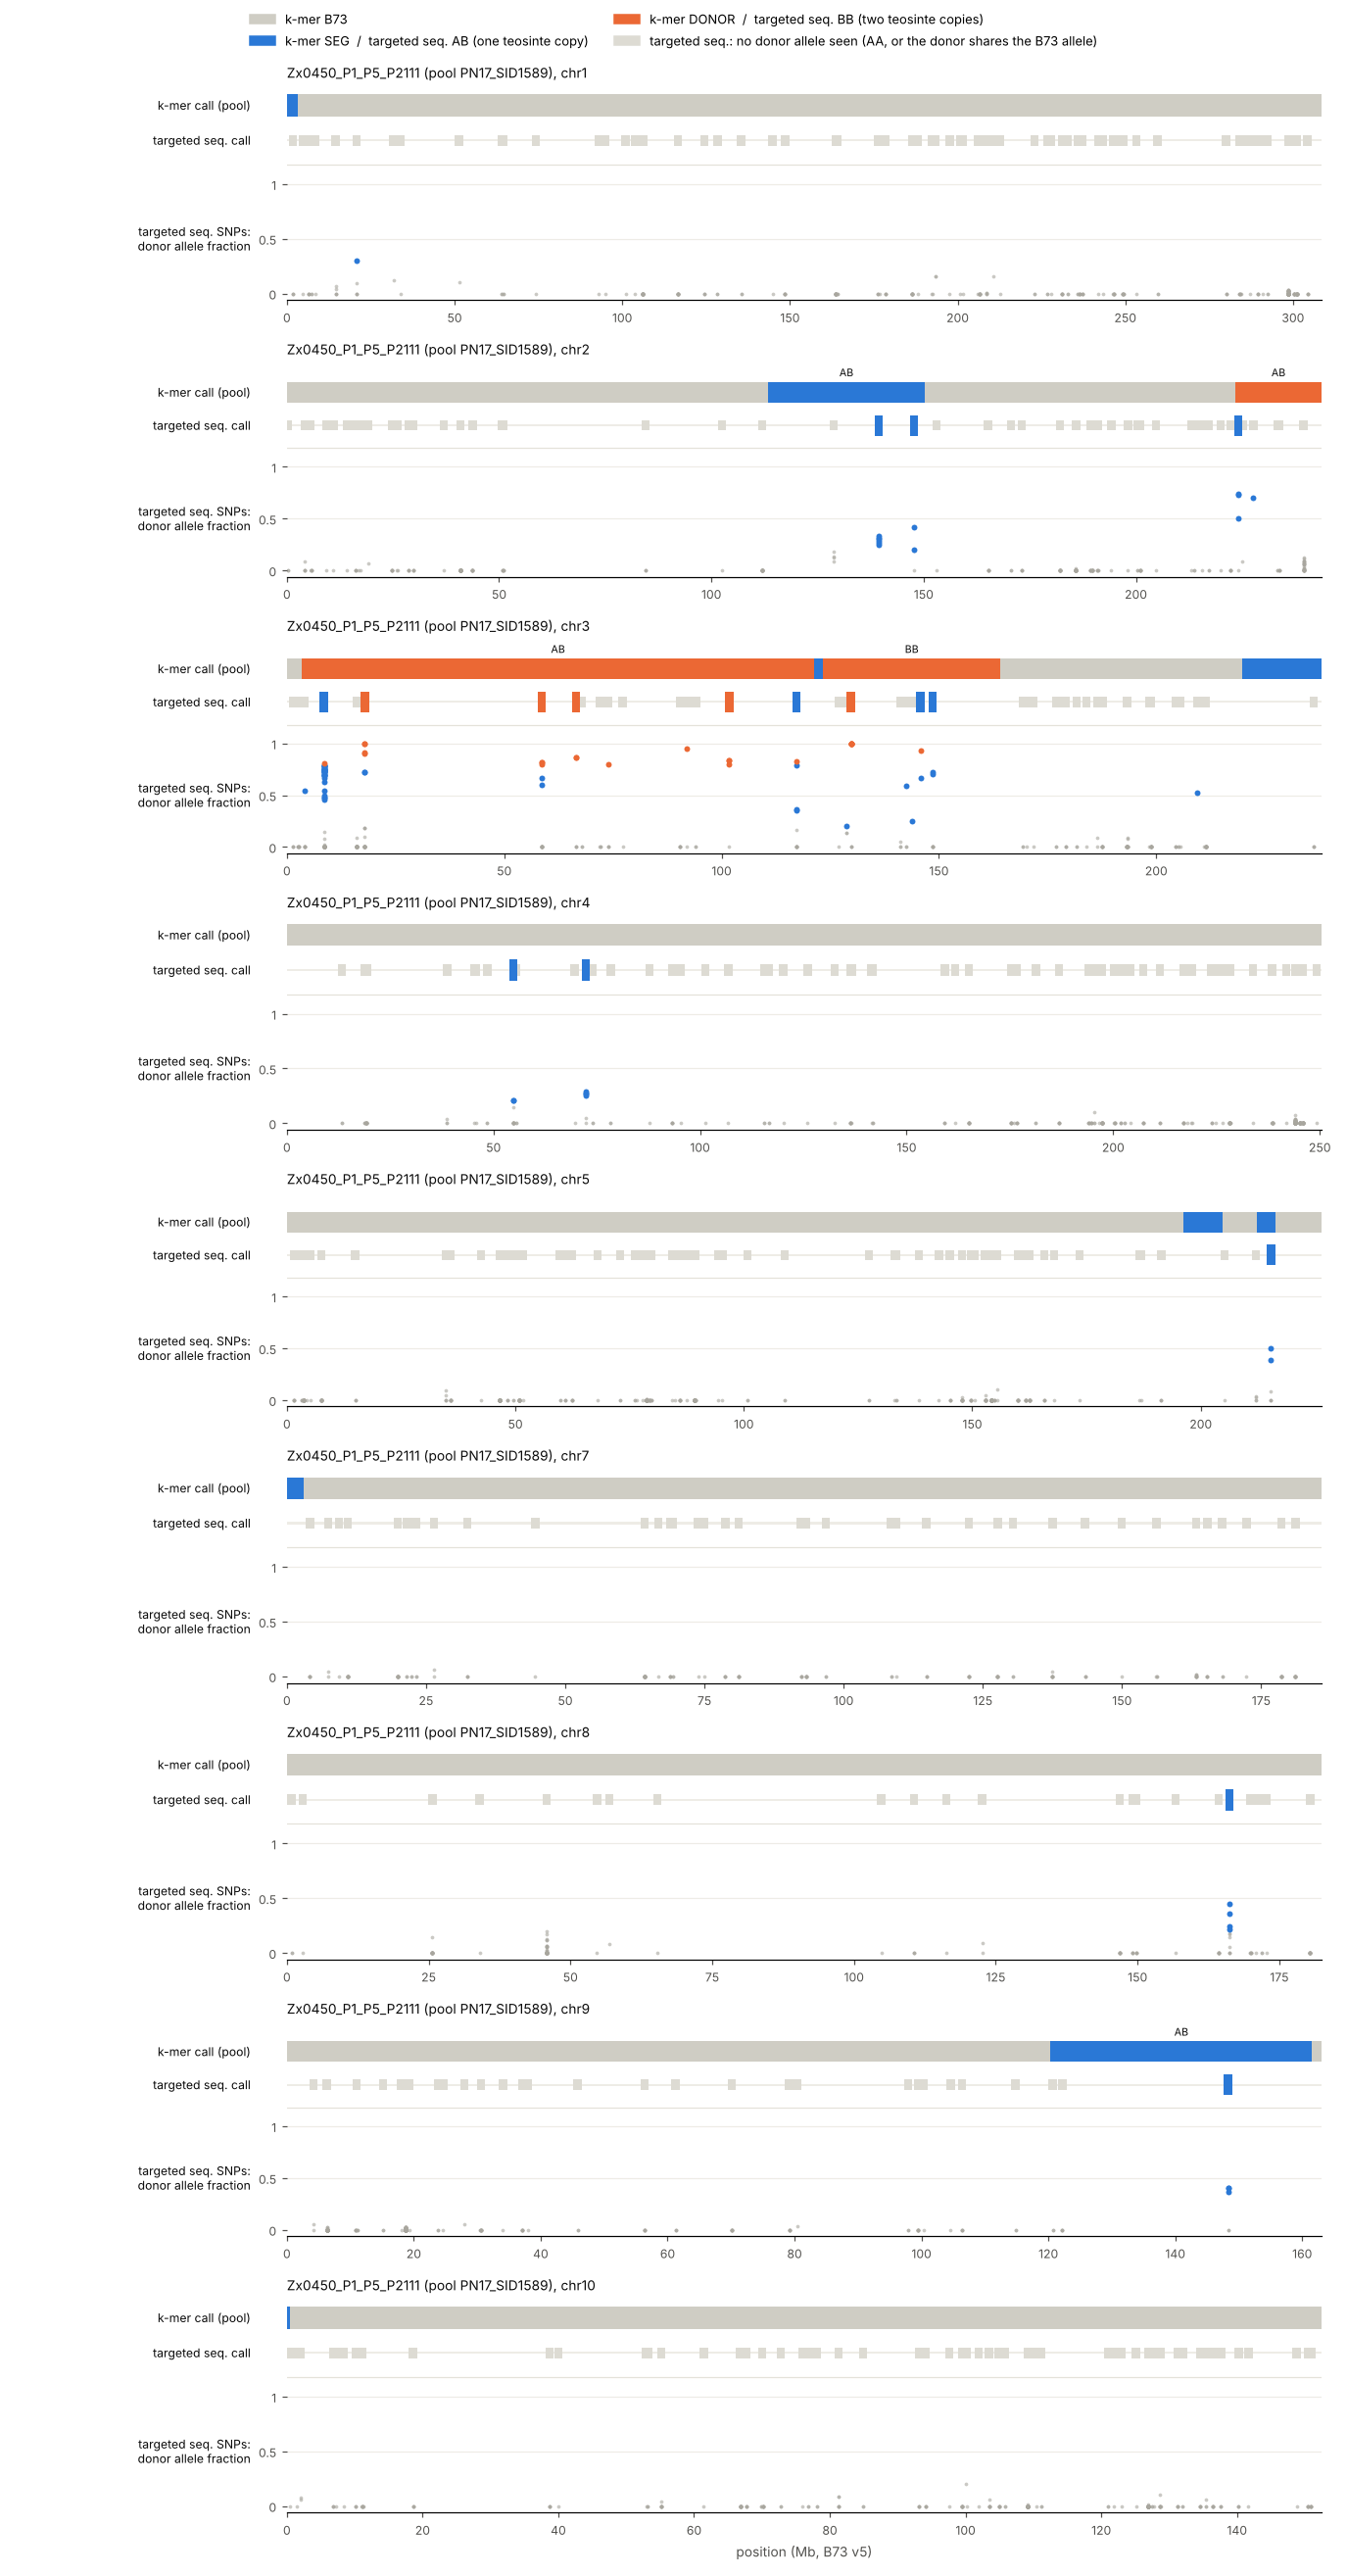 k-mer B73
k-mer DONOR / targeted seq. BB (two teosinte copies)
k-mer SEG / targeted seq. AB (one teosinte copy)
targeted seq.: no donor allele seen (AA, or the donor shares the B73 allele)
Zx0450_P1_P5_P2111 (pool PN17_SID1589), chr1
k-mer call (pool)
targeted seq. call
1
targeted seq. SNPs:
donor allele fraction
0.5
0
0 50 100 150 200 250 300
Zx0450_P1_P5_P2111 (pool PN17_SID1589), chr2
AB AB
k-mer call (pool)
targeted seq. call
1
targeted seq. SNPs:
donor allele fraction
0.5
0
0 50 100 150 200
Zx0450_P1_P5_P2111 (pool PN17_SID1589), chr3
AB BB
k-mer call (pool)
targeted seq. call
1
targeted seq. SNPs:
donor allele fraction
0.5
0
0 50 100 150 200
Zx0450_P1_P5_P2111 (pool PN17_SID1589), chr4
k-mer call (pool)
targeted seq. call
1
targeted seq. SNPs:
donor allele fraction
0.5
0
0 50 100 150 200 250
Zx0450_P1_P5_P2111 (pool PN17_SID1589), chr5
k-mer call (pool)
targeted seq. call
1
targeted seq. SNPs:
donor allele fraction
0.5
0
0 50 100 150 200
Zx0450_P1_P5_P2111 (pool PN17_SID1589), chr7
k-mer call (pool)
targeted seq. call
1
targeted seq. SNPs:
donor allele fraction
0.5
0
0 25 50 75 100 125 150 175
Zx0450_P1_P5_P2111 (pool PN17_SID1589), chr8
k-mer call (pool)
targeted seq. call
1
targeted seq. SNPs:
donor allele fraction
0.5
0
0 25 50 75 100 125 150 175
Zx0450_P1_P5_P2111 (pool PN17_SID1589), chr9
AB
k-mer call (pool)
targeted seq. call
1
targeted seq. SNPs:
donor allele fraction
0.5
0
0 20 40 60 80 100 120 140 160
Zx0450_P1_P5_P2111 (pool PN17_SID1589), chr10
k-mer call (pool)
targeted seq. call
1
targeted seq. SNPs:
donor allele fraction
0.5
0
0 20 40 60 80 100 120 140
position (Mb, B73 v5)